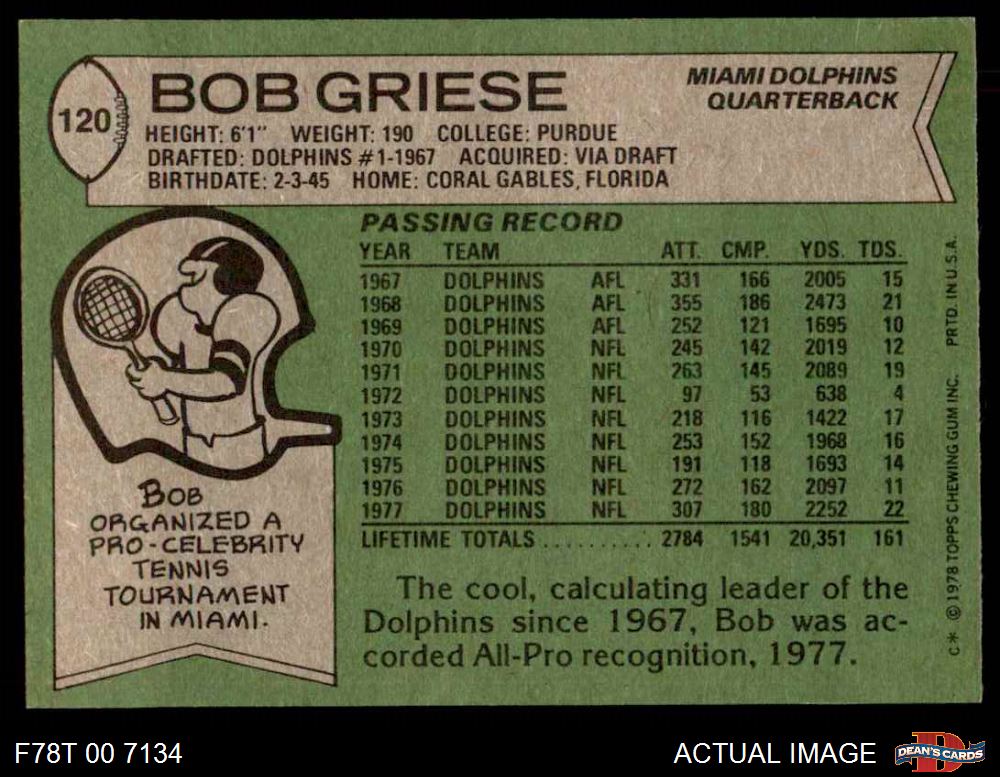 120
BOB GRIESE
MIAMI DOLPHINS
QUARTERBACK
HEIGHT: 6'1" WEIGHT: 190 COLLEGE: PURDUE
DRAFTED: DOLPHINS #1-1967 ACQUIRED: VIA DRAFT
BIRTHDATE: 2-3-45 HOME: CORAL GABLES, FLORIDA
PASSING RECORD
YEAR TEAM ATT. CMP. YDS. TDS.
1967 DOLPHINS AFL 331 166 2005 15
1968 DOLPHINS AFL 355 186 2473 21
1969 DOLPHINS AFL 252 121 1695 10
1970 DOLPHINS NFL 245 142 2019 12
1971 DOLPHINS NFL 263 145 2089 19
1972 DOLPHINS NFL 97 53 638 4
1973 DOLPHINS NFL 218 116 1422 17
1974 DOLPHINS NFL 253 152 1968 16
1975 DOLPHINS NFL 191 118 1693 14
1976 DOLPHINS NFL 272 162 2097 11
1977 DOLPHINS NFL 307 180 2252 22
LIFETIME TOTALS .......... 2784 1541 20,351 161
BOB
ORGANIZED A
PRO-CELEBRITY
TENNIS
TOURNAMENT
IN MIAMI.
The cool, calculating leader of the
Dolphins since 1967, Bob was ac-
corded All-Pro recognition, 1977.
C* © 1978 TOPPS CHEWING GUM INC. PRTD. IN U.S.A.
F78T 00 7134
ACTUAL IMAGE
DEAN'S CARDS